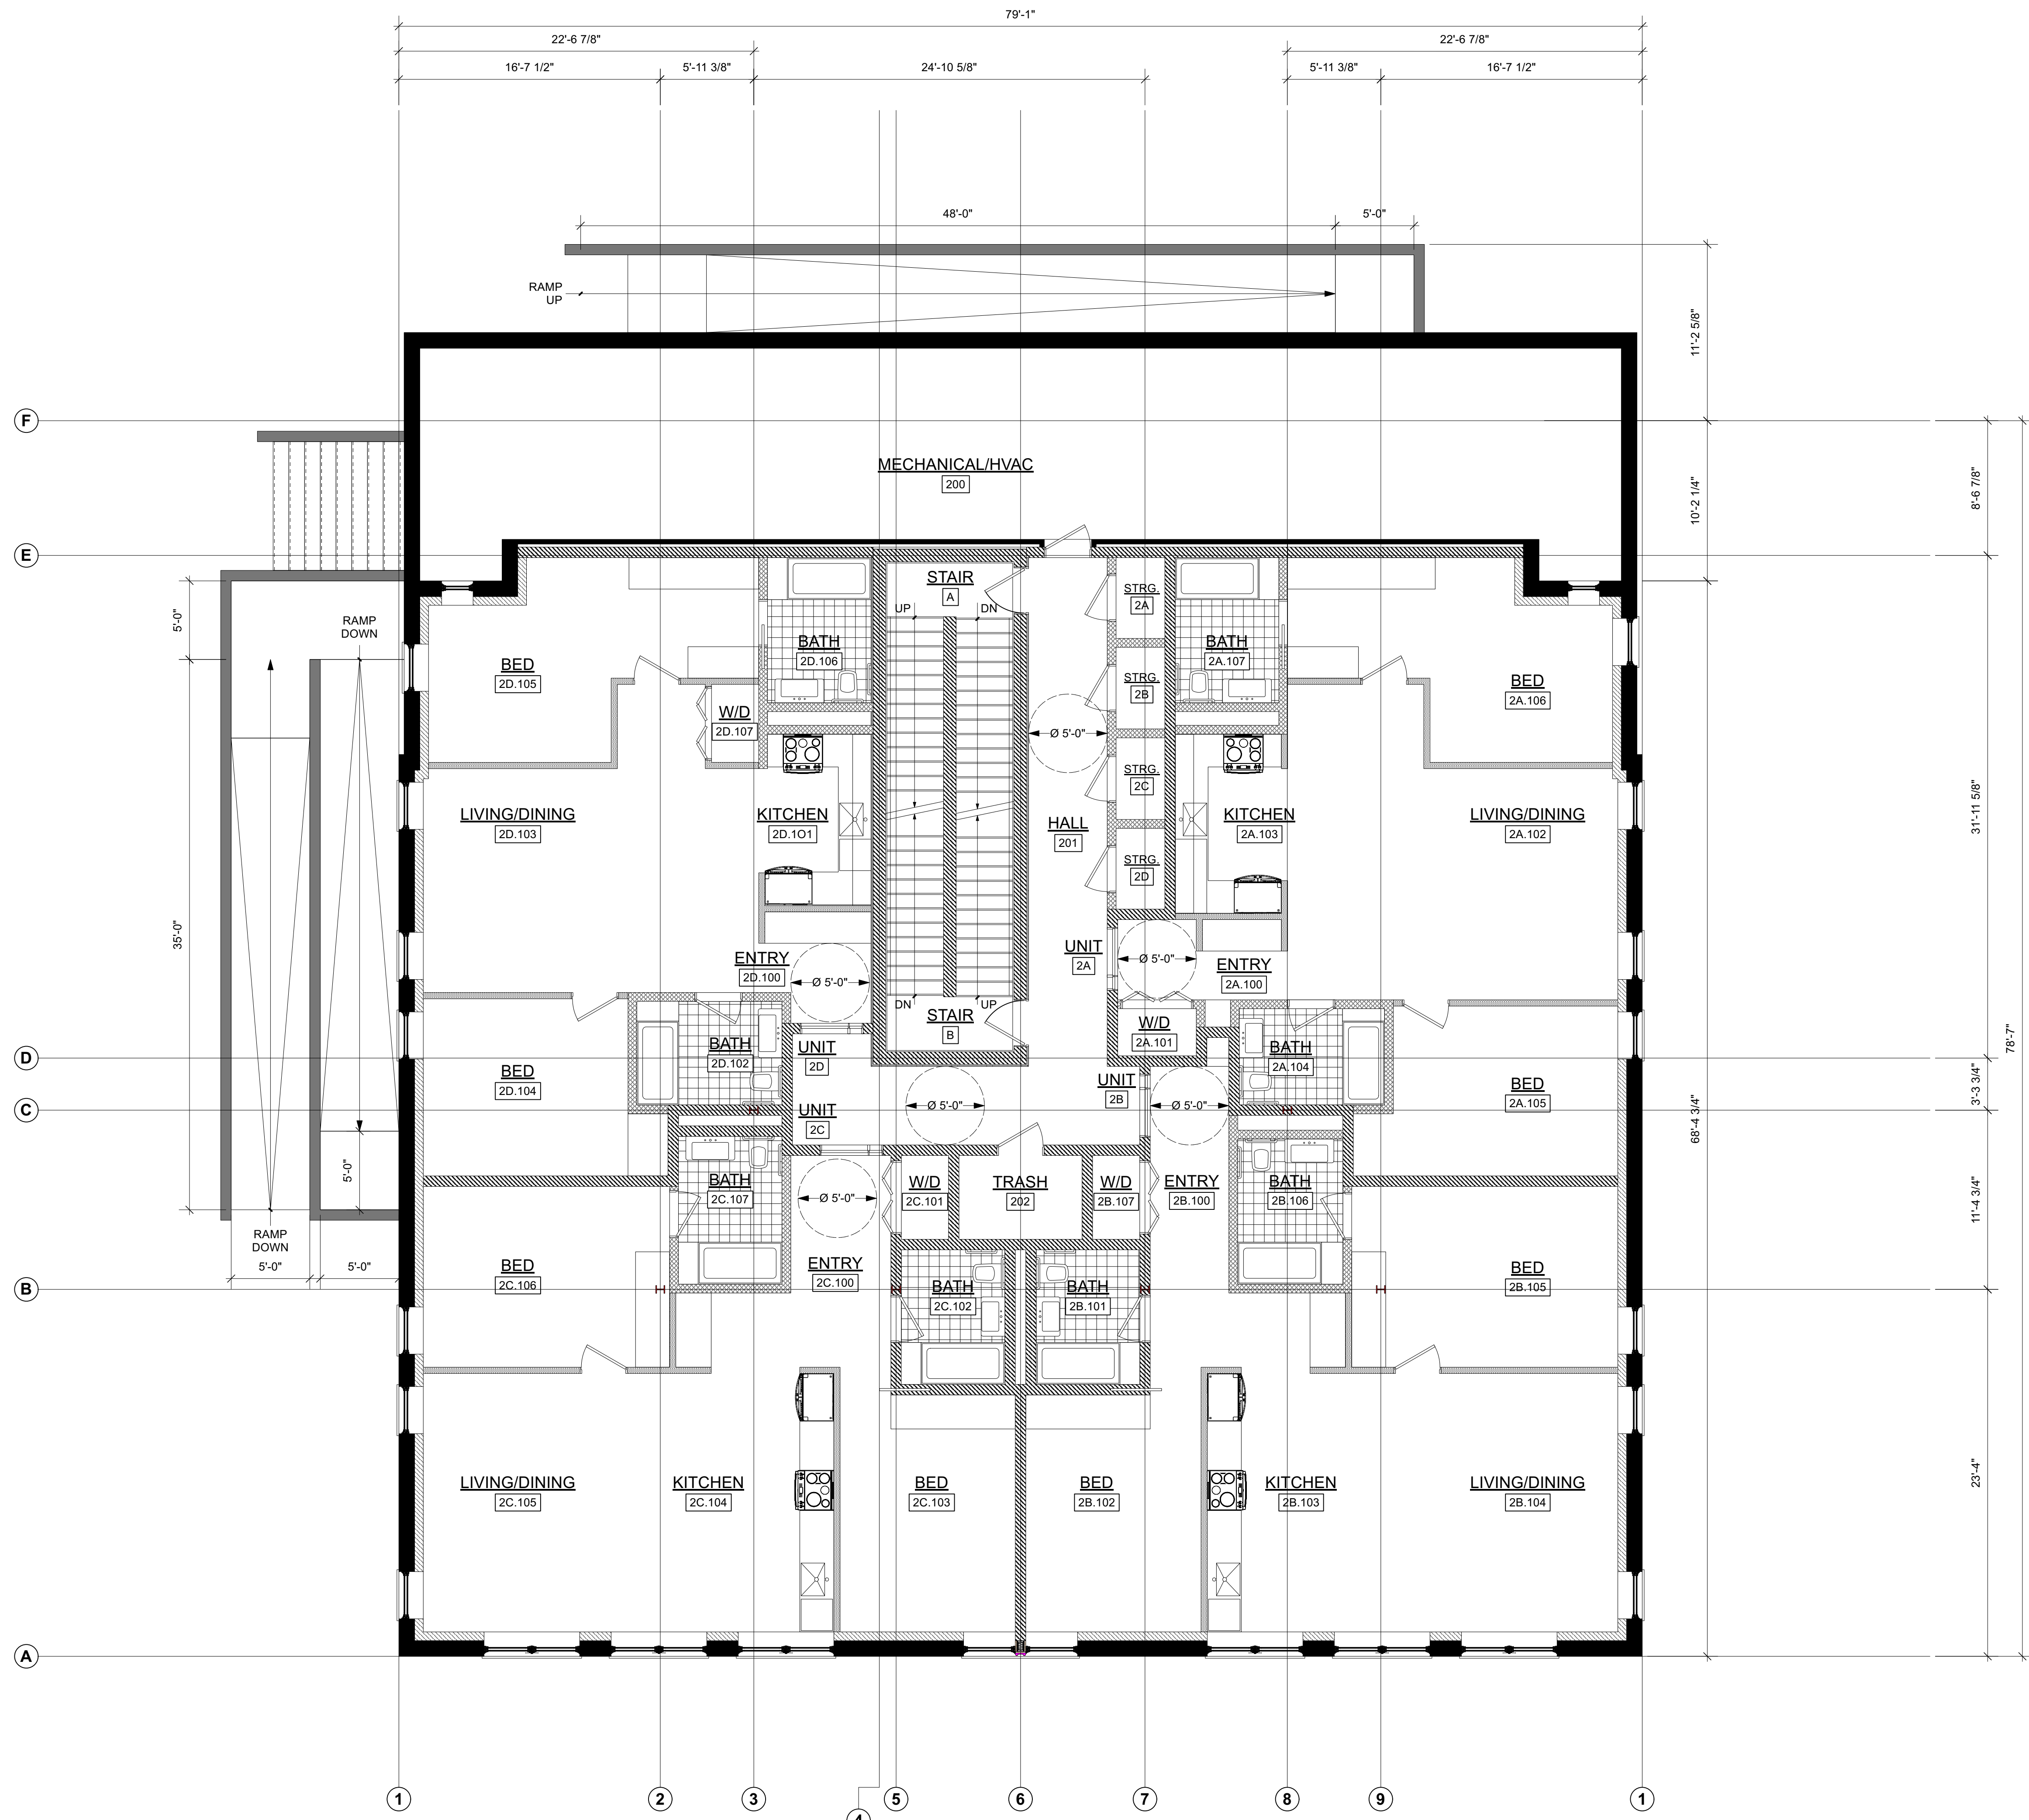 79'-1"
22'-6 7/8"
22'-6 7/8"
16'-7 1/2"
5'-11 3/8"
24'-10 5/8"
5'-11 3/8"
16'-7 1/2"
48'-0"
5'-0"
RAMP
UP
11'-2 5/8"
F
MECHANICAL/HVAC
200
10'-2 1/4"
8'-6 7/8"
E
5'-0"
RAMP
DOWN
STAIR
A
UP
DN
STRG.
2A
BATH
2D.106
BATH
2A.107
BED
2D.105
STRG.
2B
BED
2A.106
W/D
2D.107
Ø 5'-0"
STRG.
2C
LIVING/DINING
2D.103
KITCHEN
2D.1O1
HALL
201
KITCHEN
2A.103
LIVING/DINING
2A.102
31'-11 5/8"
STRG.
2D
35'-0"
ENTRY
2D.100
Ø 5'-0"
UNIT
2A
Ø 5'-0"
ENTRY
2A.100
DN
UP
STAIR
B
W/D
2A.101
78'-7"
D
BATH
2D.102
UNIT
2D
BATH
2A.104
BED
2D.104
UNIT
2B
BED
2A.105
3'-3 3/4"
C
UNIT
2C
Ø 5'-0"
Ø 5'-0"
68'-4 3/4"
5'-0"
BATH
2C.107
Ø 5'-0"
W/D
2C.101
TRASH
202
W/D
2B.107
ENTRY
2B.100
BATH
2B.106
11'-4 3/4"
RAMP
DOWN
5'-0"
5'-0"
BED
2C.106
ENTRY
2C.100
BED
2B.105
B
BATH
2C.102
BATH
2B.101
LIVING/DINING
2C.105
KITCHEN
2C.104
BED
2C.103
BED
2B.102
KITCHEN
2B.103
LIVING/DINING
2B.104
23'-4"
A
1
2
3
5
6
7
8
9
1
4